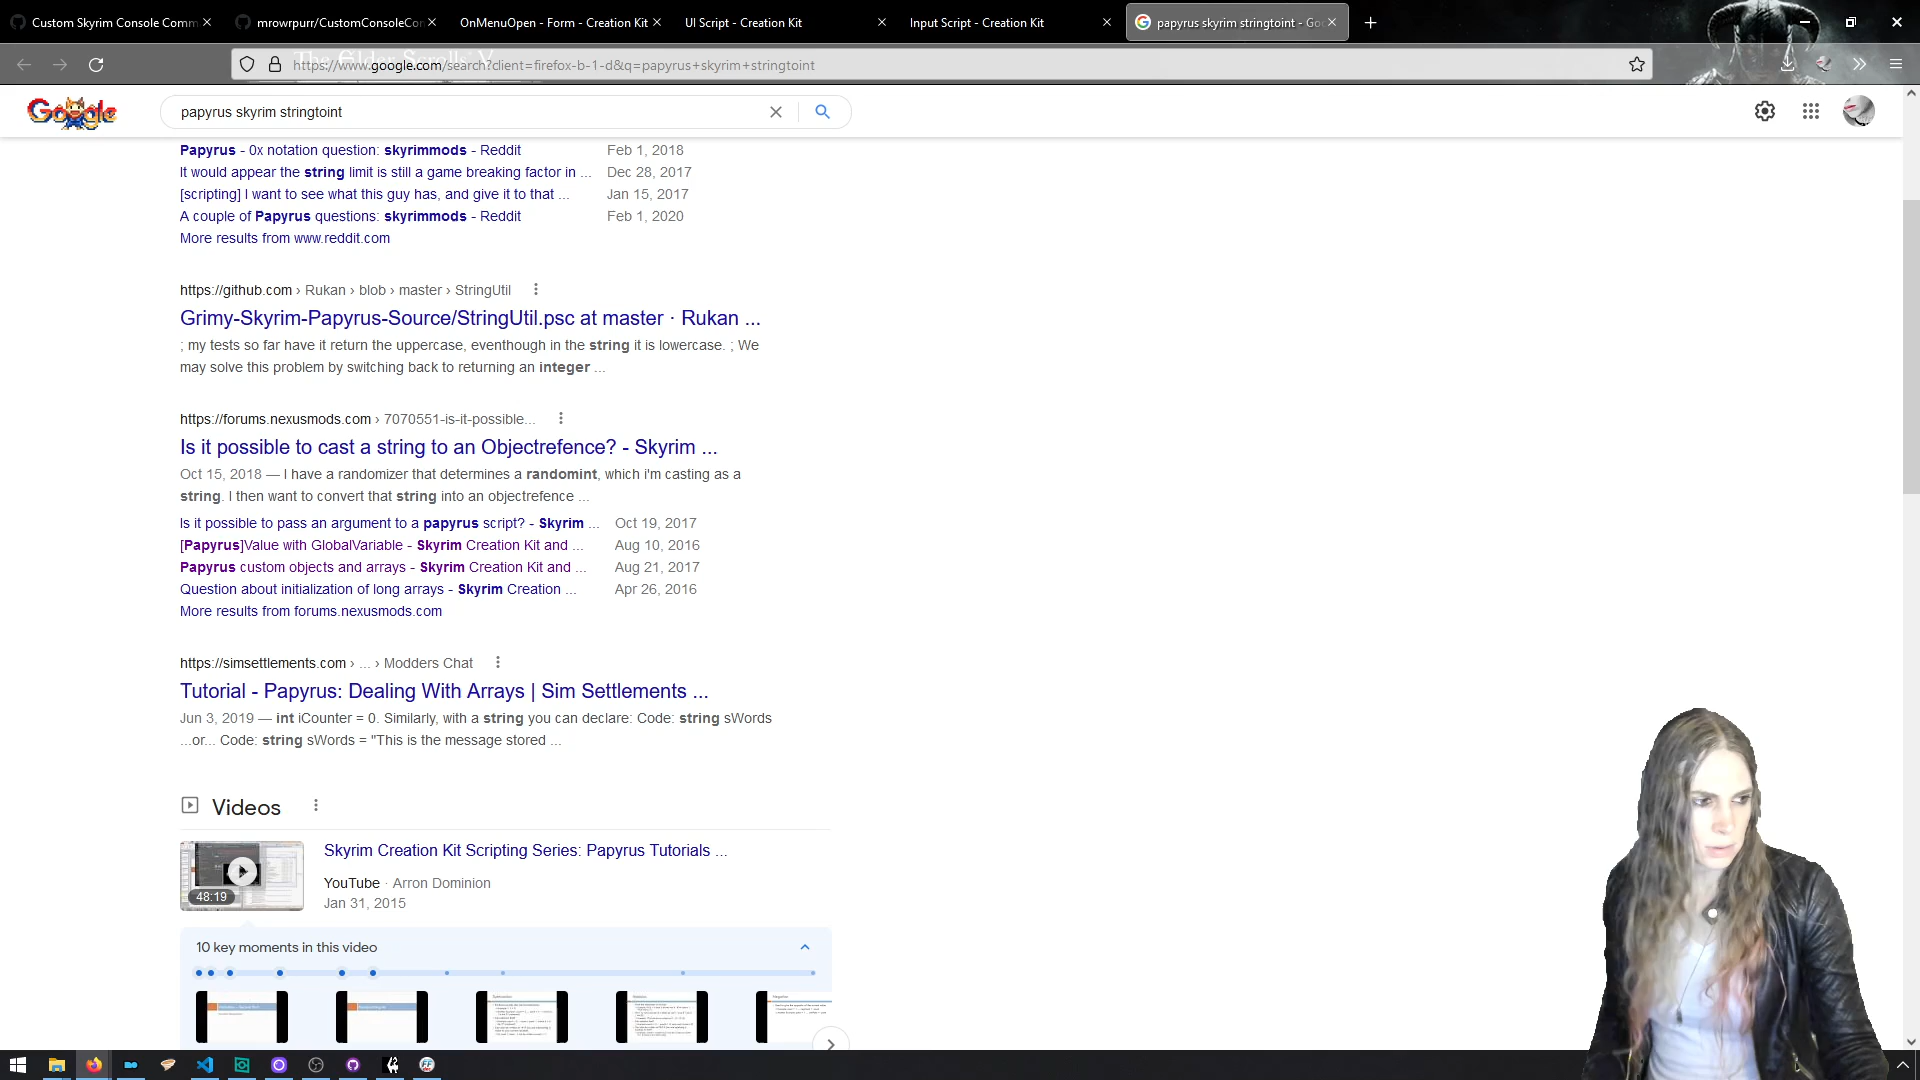 Custom Skyrim Console Comm
mrowrpurr/CustomConsoleCor
OnMenuOpen - Form - Creation Kit
UI Script - Creation Kit
Input Script - Creation Kit
papyrus skyrim stringtoint - Go
https://www.google.com/search?client=firefox-b-1-d&q=papyrus+skyrim+stringtoint
Google
papyrus skyrim stringtoint
Papyrus - 0x notation question: skyrimmods - Reddit Feb 1, 2018
It would appear the string limit is still a game breaking factor in ... Dec 28, 2017
[scripting] I want to see what this guy has, and give it to that ... Jan 15, 2017
A couple of Papyrus questions: skyrimmods - Reddit Feb 1, 2020
More results from www.reddit.com
https://github.com › Rukan › blob › master › StringUtil
Grimy-Skyrim-Papyrus-Source/StringUtil.psc at master · Rukan ...
; my tests so far have it return the uppercase, eventhough in the string it is lowercase. ; We
may solve this problem by switching back to returning an integer ...
https://forums.nexusmods.com › 7070551-is-it-possible...
Is it possible to cast a string to an Objectrefence? - Skyrim ...
Oct 15, 2018 — I have a randomizer that determines a randomint, which i'm casting as a
string. I then want to convert that string into an objectrefence ...
Is it possible to pass an argument to a papyrus script? - Skyrim ... Oct 19, 2017
[Papyrus]Value with GlobalVariable - Skyrim Creation Kit and ... Aug 10, 2016
Papyrus custom objects and arrays - Skyrim Creation Kit and ... Aug 21, 2017
Question about initialization of long arrays - Skyrim Creation ... Apr 26, 2016
More results from forums.nexusmods.com
https://simsettlements.com › ... › Modders Chat
Tutorial - Papyrus: Dealing With Arrays | Sim Settlements ...
Jun 3, 2019 — int iCounter = 0. Similarly, with a string you can declare: Code: string sWords
...or... Code: string sWords = "This is the message stored ...
Videos
48:19
Skyrim Creation Kit Scripting Series: Papyrus Tutorials ...
YouTube · Arron Dominion
Jan 31, 2015
10 key moments in this video